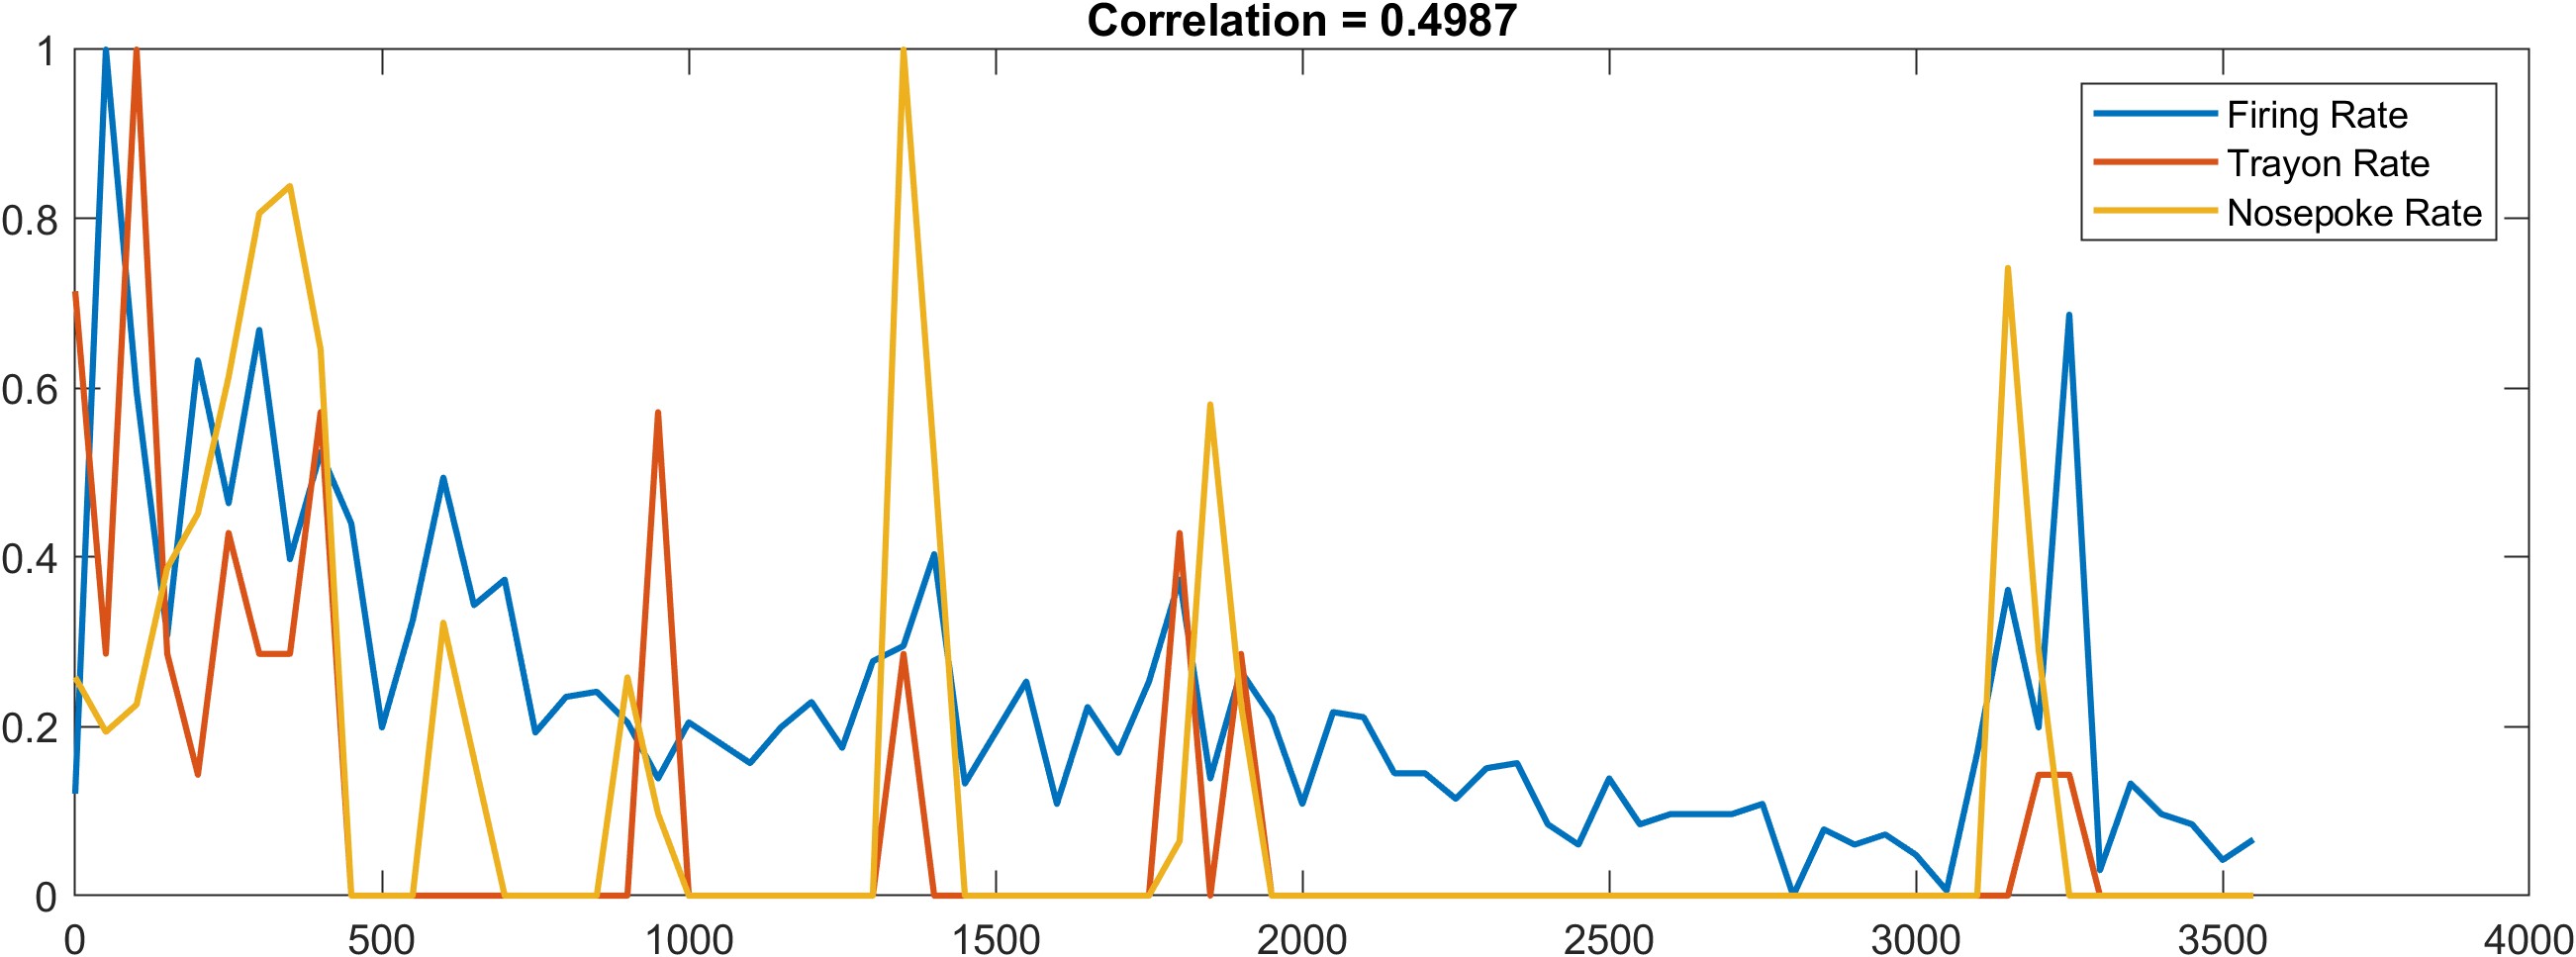 Correlation = 0.4987
1
0.8
0.6
0.4
0.2
0
Firing Rate
Trayon Rate
Nosepoke Rate
0 500 1000 1500 2000 2500 3000 3500 4000